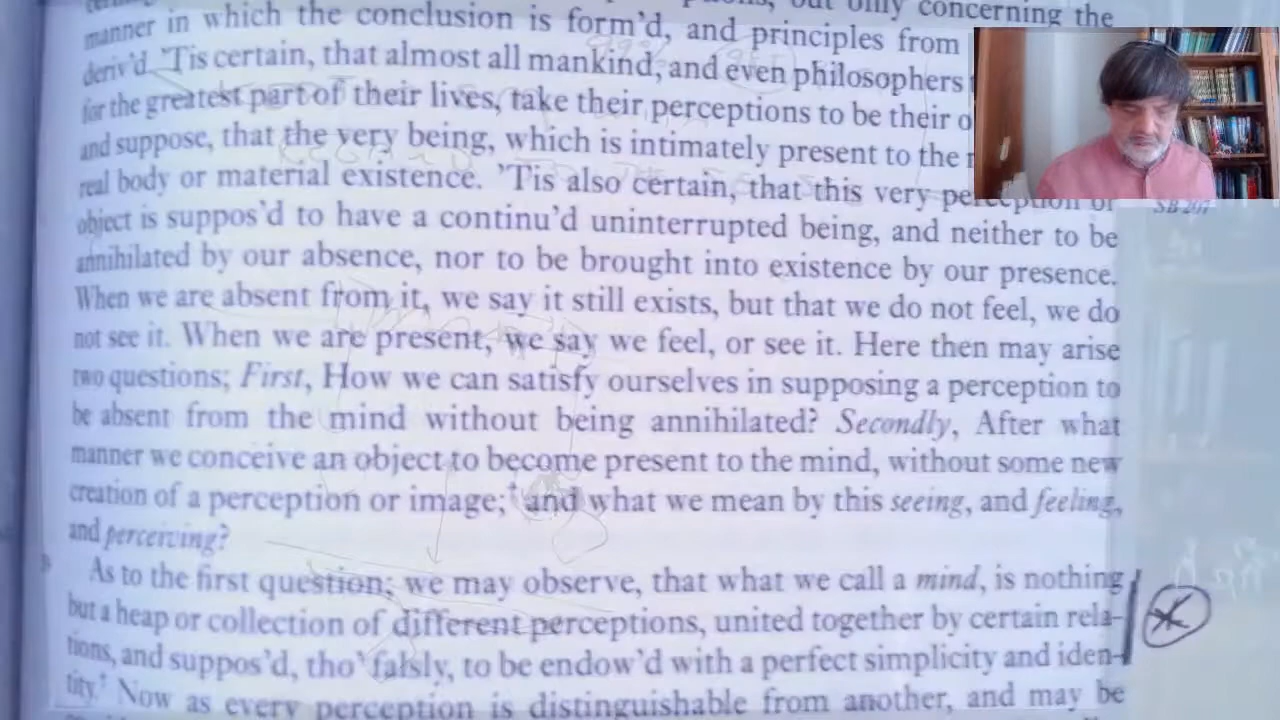 manner in which the conclusion is form'd, and principles from
deriv'd. 'Tis certain, that almost all mankind, and even philosophers
for the greatest part of their lives, take their perceptions to be their
and suppose, that the very being, which is intimately present to the
real body or material existence. 'Tis also certain, that this very perception or
object is suppos'd to have a continu'd uninterrupted being, and neither to be
annihilated by our absence, nor to be brought into existence by our presence.
When we are absent from it, we say it still exists, but that we do not feel, we do
not see it. When we are present, we say we feel, or see it. Here then may arise
two questions; First, How we can satisfy ourselves in supposing a perception to
be absent from the mind without being annihilated? Secondly, After what
manner we conceive an object to become present to the mind, without some new
creation of a perception or image;† and what we mean by this seeing, and feeling,
and perceiving?
As to the first question; we may observe, that what we call a mind, is nothing
but a heap or collection of different perceptions, united together by certain rela-
tions, and suppos'd, tho' falsly, to be endow'd with a perfect simplicity and iden-
tity.† Now as every perception is distinguishable from another, and may be